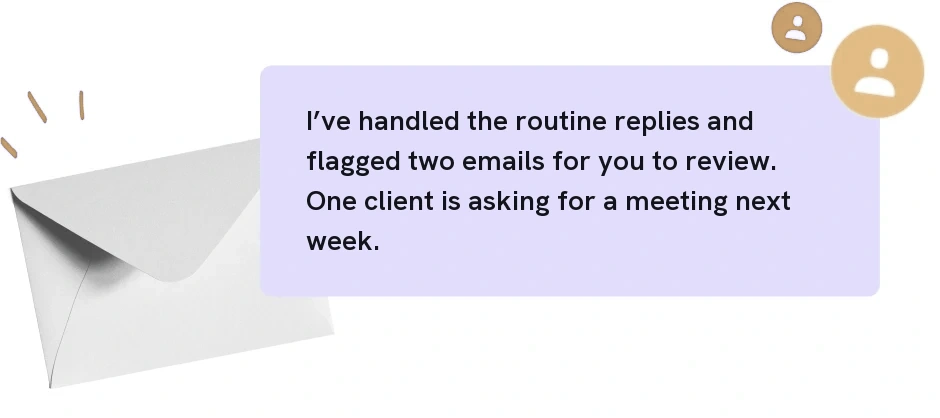 I’ve handled the routine replies and
flagged two emails for you to review.
One client is asking for a meeting next
week.